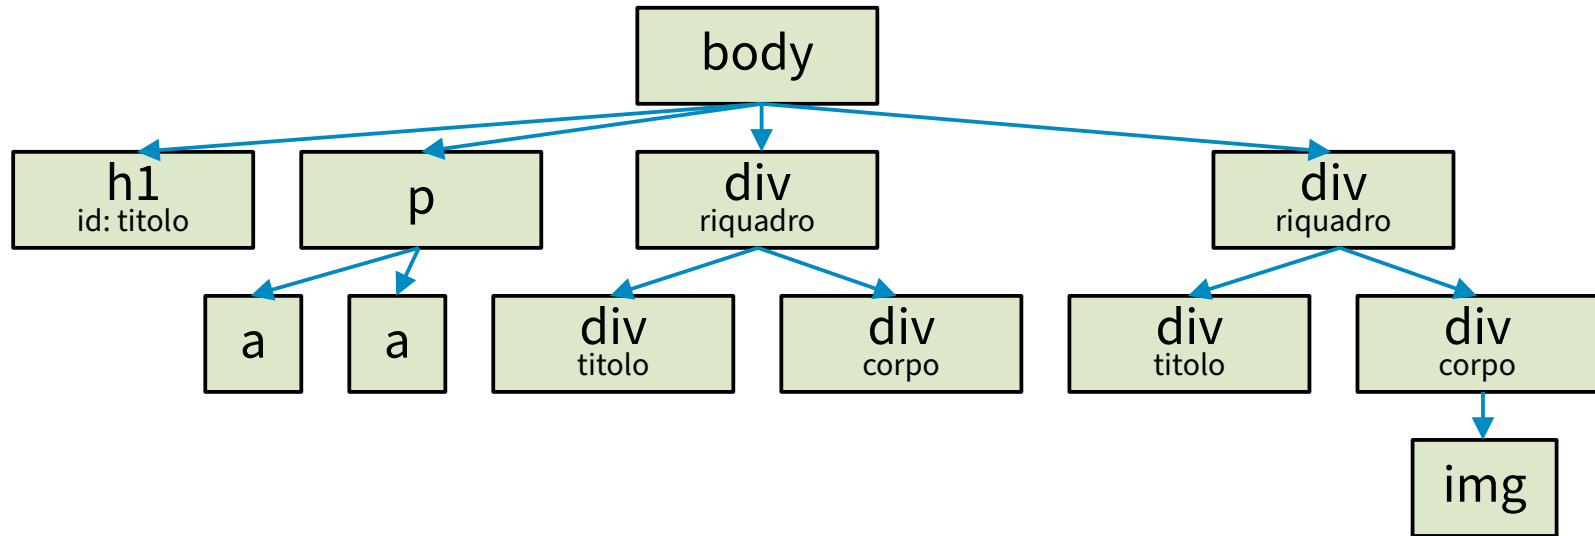 body
h1
id: titolo
p
div
riquadro
div
riquadro
a
a
div
titolo
div
corpo
div
titolo
div
corpo
img